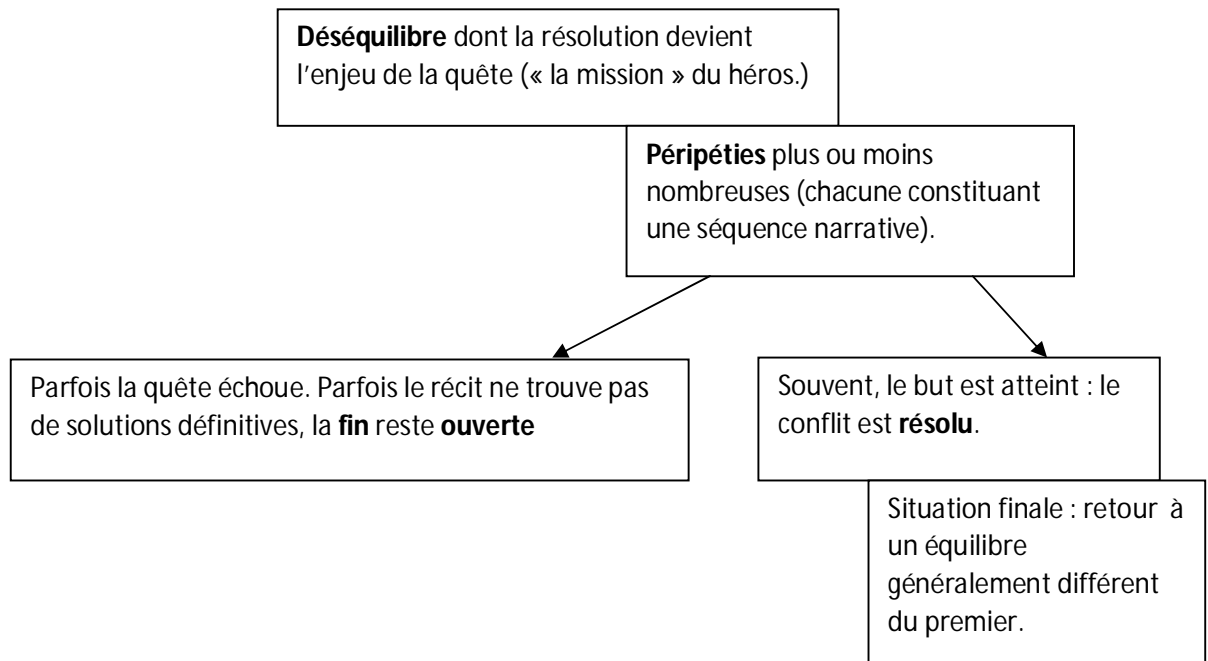 Déséquilibre dont la résolution devient
l'enjeu de la quête (« la mission » du héros.)
Péripéties plus ou moins
nombreuses (chacune constituant
une séquence narrative).
Parfois la quête échoue. Parfois le récit ne trouve pas
de solutions définitives, la fin reste ouverte
Souvent, le but est atteint : le
conflit est résolu.
Situation finale : retour à
un équilibre
généralement différent
du premier.